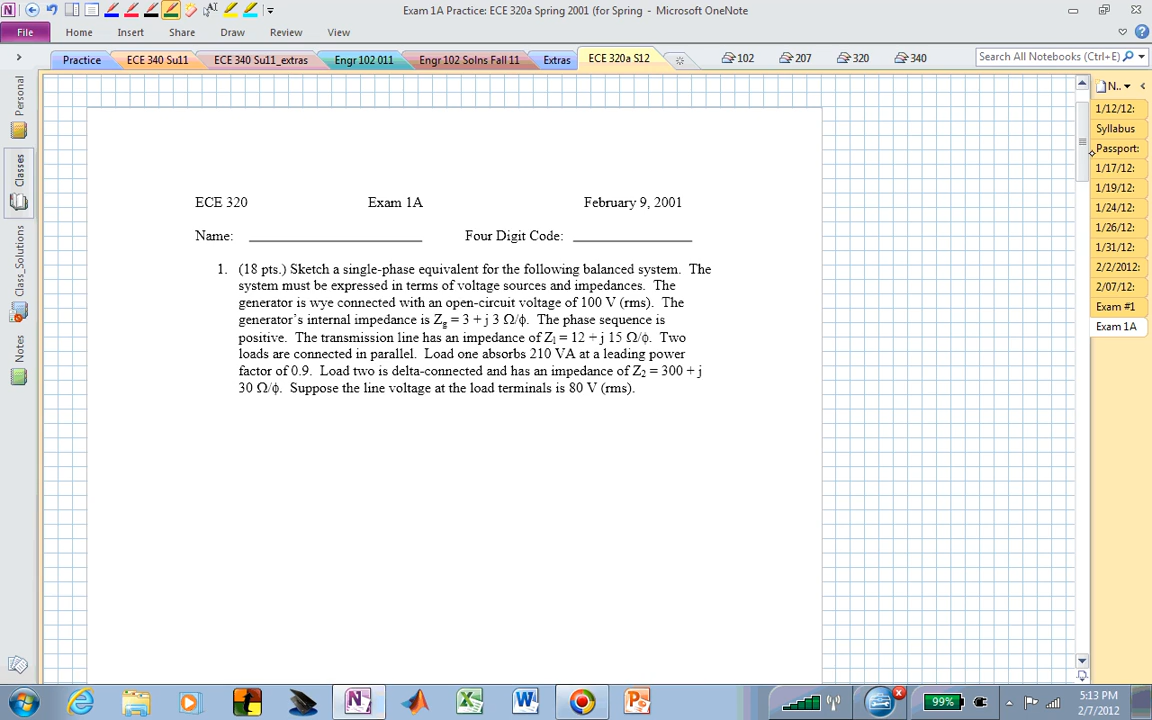 Exam 1A Practice: ECE 320a Spring 2001 (for Spring - Microsoft OneNote
File Home Insert Share Draw Review View
Practice ECE 340 Su11 ECE 340 Su11_extras Engr 102 011 Engr 102 Solns Fall 11 Extras ECE 320a S12 102 207 320 340 Search All Notebooks (Ctrl+E)
Personal
Classes
Class_Solutions
Notes
N..
1/12/12:
Syllabus
Passport:
1/17/12:
1/19/12:
1/24/12:
1/26/12:
1/31/12:
2/2/2012:
2/07/12:
Exam #1
Exam 1A
ECE 320 Exam 1A February 9, 2001
Name: Four Digit Code:
1. (18 pts.) Sketch a single-phase equivalent for the following balanced system. The
system must be expressed in terms of voltage sources and impedances. The
generator is wye connected with an open-circuit voltage of 100 V (rms). The
generator's internal impedance is Zg = 3 + j 3 Ω/ϕ. The phase sequence is
positive. The transmission line has an impedance of Z1 = 12 + j 15 Ω/ϕ. Two
loads are connected in parallel. Load one absorbs 210 VA at a leading power
factor of 0.9. Load two is delta-connected and has an impedance of Z2 = 300 + j
30 Ω/ϕ. Suppose the line voltage at the load terminals is 80 V (rms).
99%
5:13 PM
2/7/2012